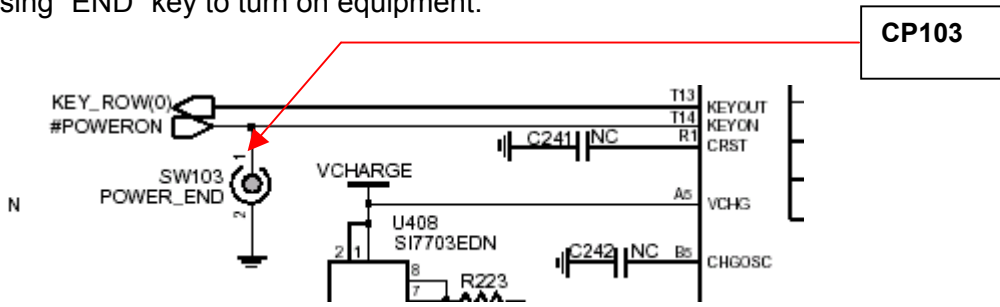 sing "END" key to turn on equipment.
CP103
KEY_ROW(0)
#POWERON
T13
KEYOUT
T14
KEYON
R1
CRST
C241
NC
1
SW103
POWER_END
2
N
VCHARGE
A5
VCHG
U408
SI7703EDN
2
1
8
7
R223
C242
NC
B5
CHGOSC